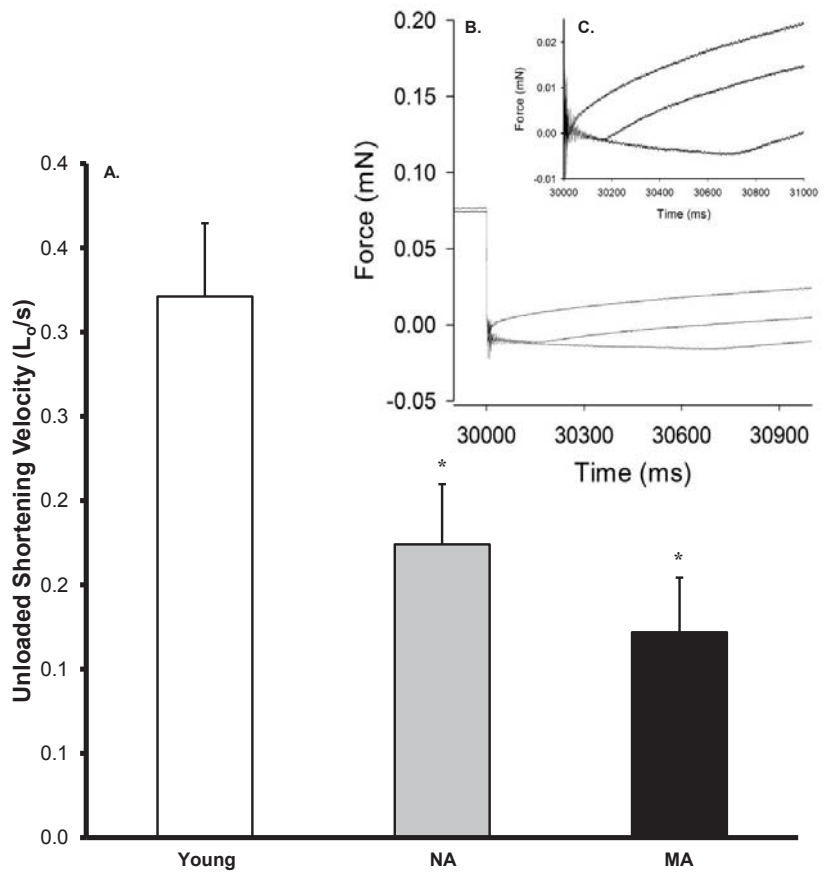 A.
Unloaded Shortening Velocity (Lo/s)
0.4
0.4
0.3
0.3
0.2
0.2
0.1
0.1
0.0
*
*
Young NA MA
B.
Force (mN)
0.20
0.15
0.10
0.05
0.00
-0.05
30000 30300 30600 30900
Time (ms)
C.
Force (mN)
0.02
0.01
0.00
-0.01
30000 30200 30400 30600 30800 31000
Time (ms)